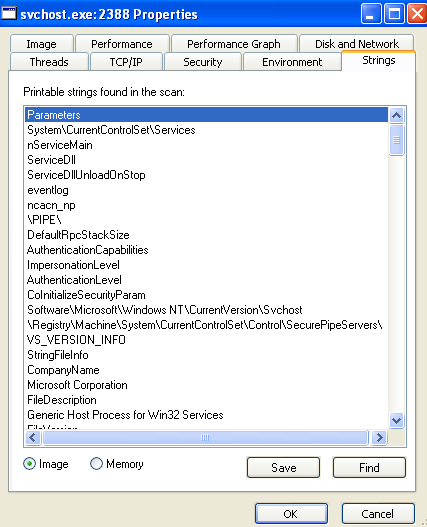 svchost.exe:2388 Properties
Image
Performance
Performance Graph
Disk and Network
Threads
TCP/IP
Security
Environment
Strings
Printable strings found in the scan:
Parameters
System\CurrentControlSet\Services
nServiceMain
ServiceDll
ServiceDllUnloadOnStop
eventlog
ncacn_np
\PIPE\
DefaultRpcStackSize
AuthenticationCapabilities
ImpersonationLevel
AuthenticationLevel
CoInitializeSecurityParam
Software\Microsoft\Windows NT\CurrentVersion\Svchost
\Registry\Machine\System\CurrentControlSet\Control\SecurePipeServers\
VS_VERSION_INFO
StringFileInfo
CompanyName
Microsoft Corporation
FileDescription
Generic Host Process for Win32 Services
FileVersion
Image
Memory
Save
Find
OK
Cancel